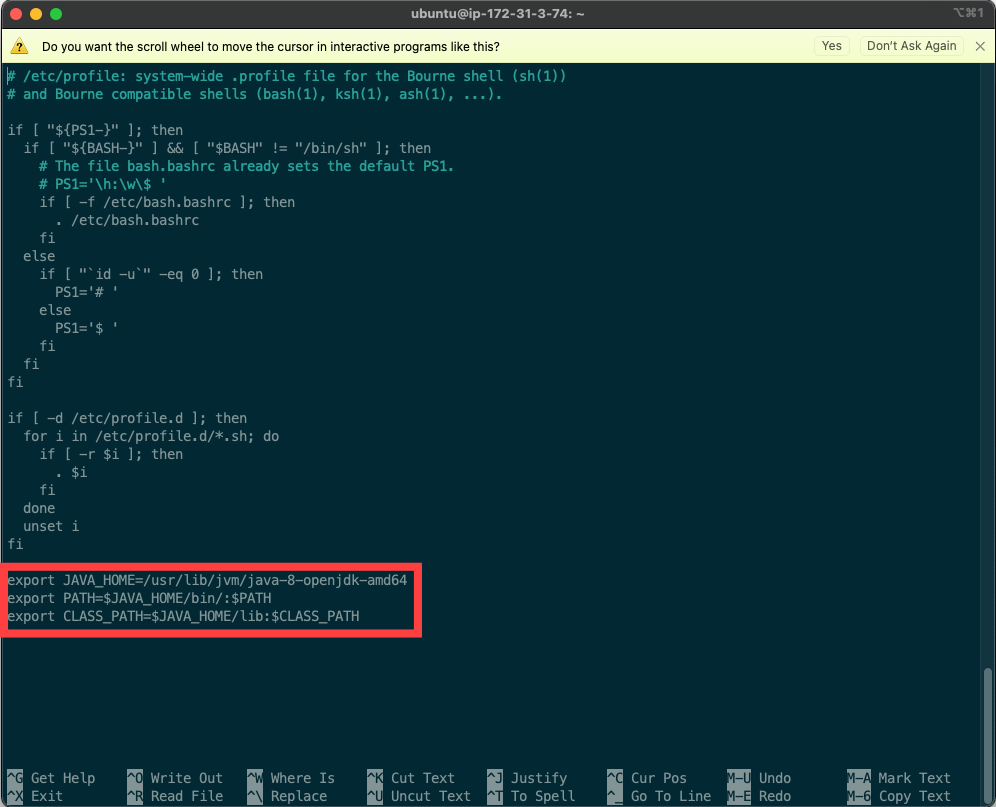 ubuntu@ip-172-31-3-74: ~
⌥⌘1
Do you want the scroll wheel to move the cursor in interactive programs like this?
Yes
Don't Ask Again
# /etc/profile: system-wide .profile file for the Bourne shell (sh(1))
# and Bourne compatible shells (bash(1), ksh(1), ash(1), ...).
if [ "${PS1-}" ]; then
  if [ "${BASH-}" ] && [ "$BASH" != "/bin/sh" ]; then
    # The file bash.bashrc already sets the default PS1.
    # PS1='\h:\w\$ '
    if [ -f /etc/bash.bashrc ]; then
      . /etc/bash.bashrc
    fi
  else
    if [ "`id -u`" -eq 0 ]; then
      PS1='# '
    else
      PS1='$ '
    fi
  fi
fi
if [ -d /etc/profile.d ]; then
  for i in /etc/profile.d/*.sh; do
    if [ -r $i ]; then
      . $i
    fi
  done
  unset i
fi
export JAVA_HOME=/usr/lib/jvm/java-8-openjdk-amd64
export PATH=$JAVA_HOME/bin/:$PATH
export CLASS_PATH=$JAVA_HOME/lib:$CLASS_PATH
^G Get Help ^O Write Out ^W Where Is ^K Cut Text ^J Justify ^C Cur Pos M-U Undo M-A Mark Text
^X Exit ^R Read File ^\ Replace ^U Uncut Text ^T To Spell ^_ Go To Line M-E Redo M-6 Copy Text